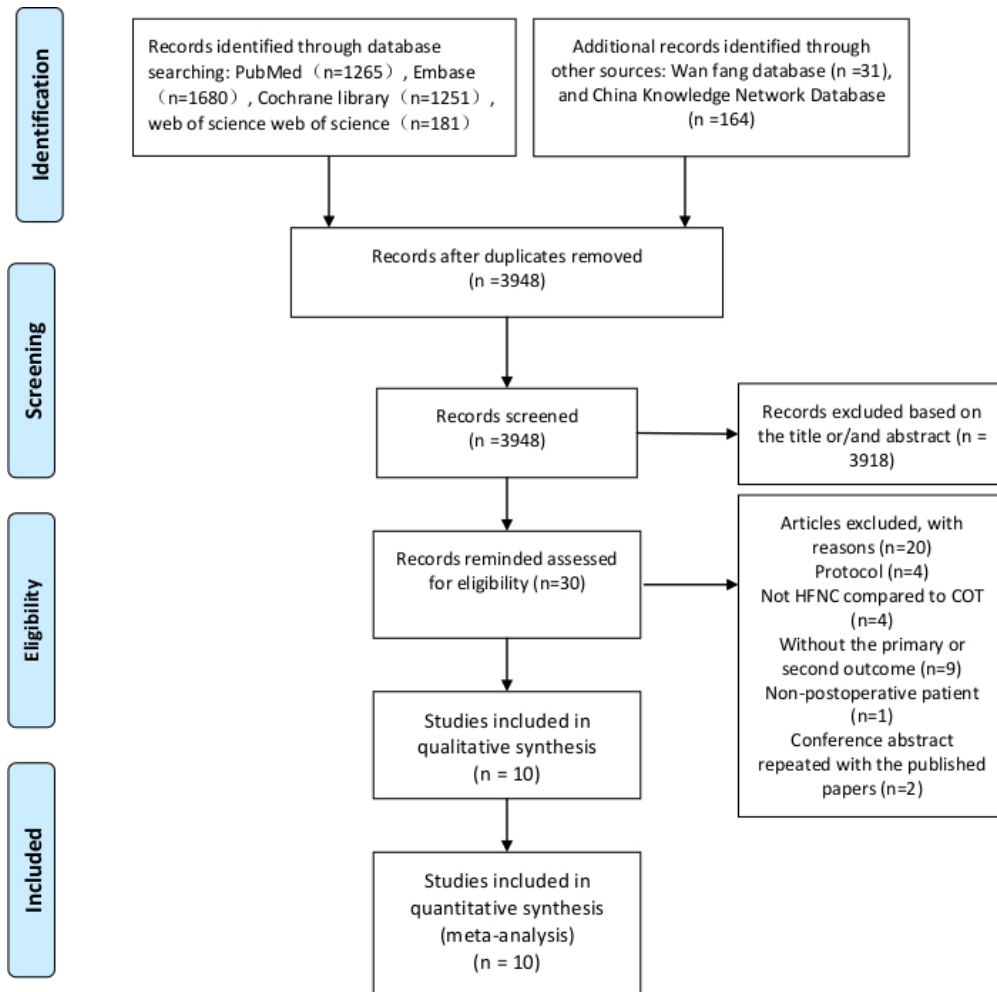 Identification
Records identified through database
searching: PubMed（n=1265）, Embase
（n=1680）, Cochrane library（n=1251）,
web of science web of science（n=181）
Additional records identified through
other sources: Wan fang database (n =31),
and China Knowledge Network Database
(n =164)
Records after duplicates removed
(n =3948)
Screening
Records screened
(n =3948)
Records excluded based on
the title or/and abstract (n =
3918)
Eligibility
Records reminded assessed
for eligibility (n=30)
Articles excluded, with
reasons (n=20)
Protocol (n=4)
Not HFNC compared to COT
(n=4)
Without the primary or
second outcome (n=9)
Non-postoperative patient
(n=1)
Conference abstract
repeated with the published
papers (n=2)
Studies included in
qualitative synthesis
(n = 10)
Included
Studies included in
quantitative synthesis
(meta-analysis)
(n = 10)